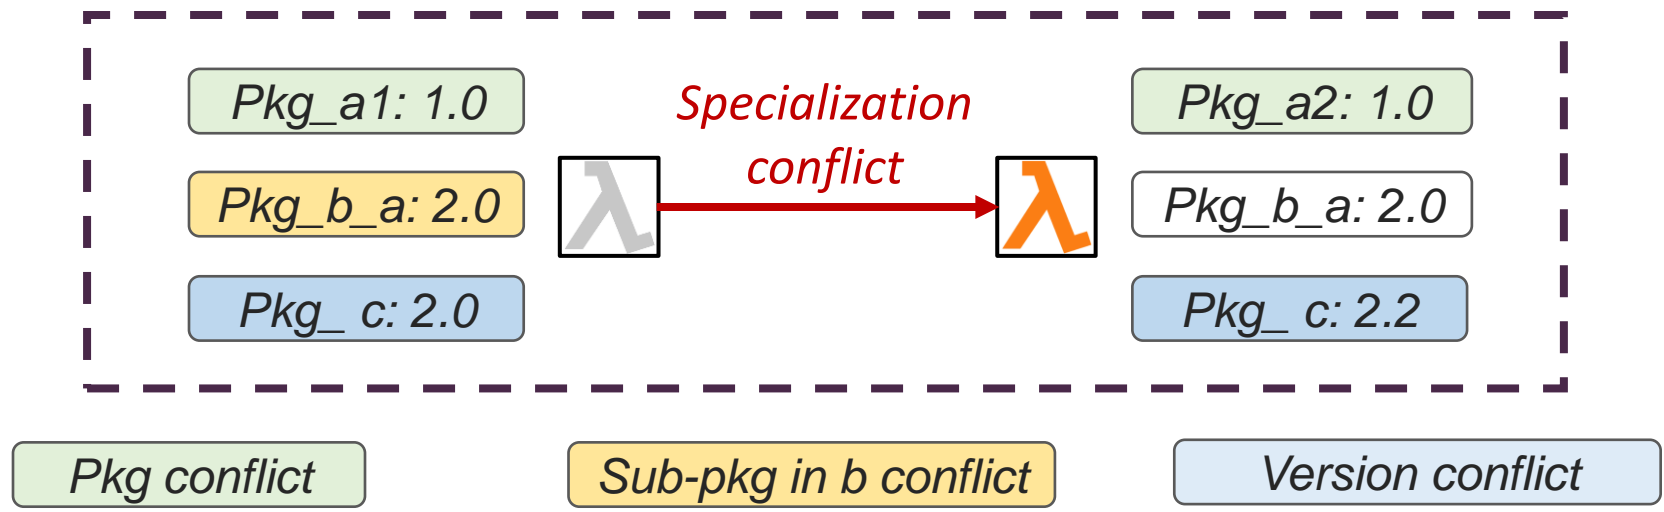 Pkg_a1: 1.0
Specialization
conflict
Pkg_a2: 1.0
Pkg_b_a: 2.0
Pkg_b_a: 2.0
Pkg_ c: 2.0
Pkg_ c: 2.2
Pkg conflict
Sub-pkg in b conflict
Version conflict